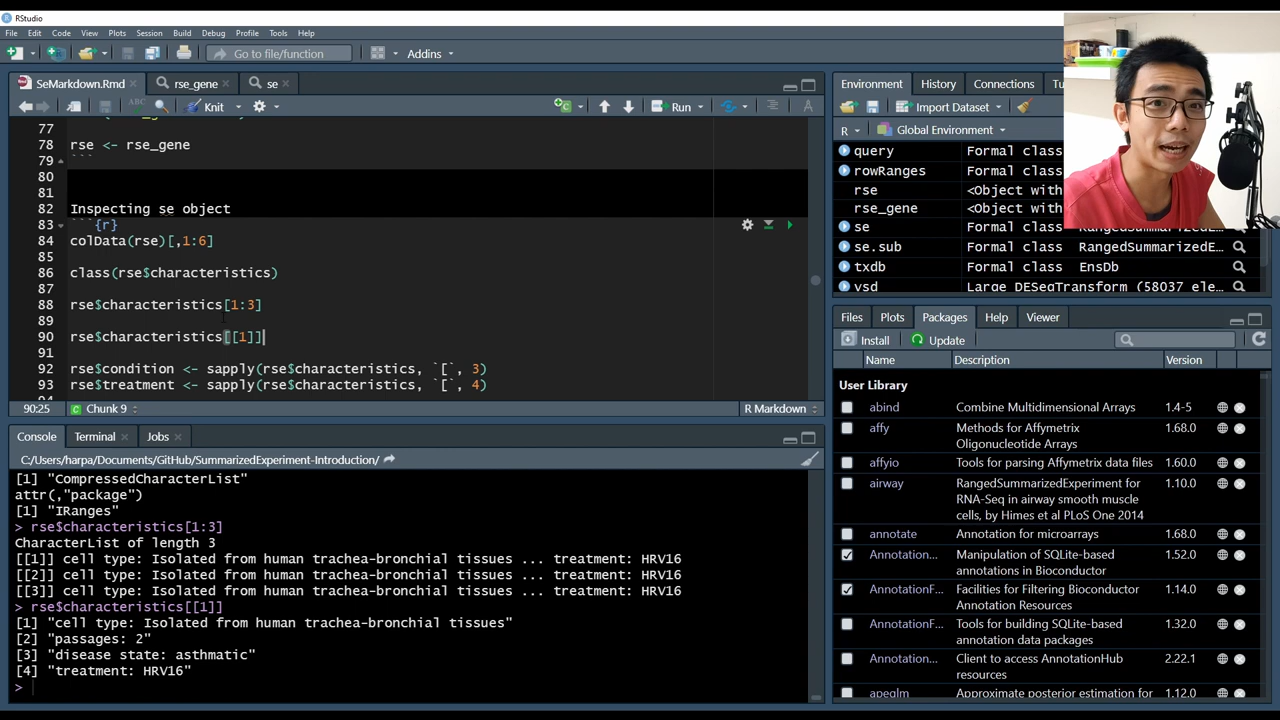 RStudio
File Edit Code View Plots Session Build Debug Profile Tools Help
Go to file/function Addins
SeMarkdown.Rmd rse_gene se
ABC Knit Run
77
78 rse <- rse_gene
79 ```
80
81
82 Inspecting se object
83 ```{r}
84 colData(rse)[,1:6]
85
86 class(rse$characteristics)
87
88 rse$characteristics[1:3]
89
90 rse$characteristics[[1]]
91
92 rse$condition <- sapply(rse$characteristics, `[`, 3)
93 rse$treatment <- sapply(rse$characteristics, `[`, 4)
90:25 Chunk 9 R Markdown
Console Terminal Jobs
C:/Users/harpa/Documents/GitHub/SummarizedExperiment-Introduction/
[1] "CompressedCharacterList"
attr(,"package")
[1] "IRanges"
> rse$characteristics[1:3]
CharacterList of length 3
[[1]] cell type: Isolated from human trachea-bronchial tissues ... treatment: HRV16
[[2]] cell type: Isolated from human trachea-bronchial tissues ... treatment: HRV16
[[3]] cell type: Isolated from human trachea-bronchial tissues ... treatment: HRV16
> rse$characteristics[[1]]
[1] "cell type: Isolated from human trachea-bronchial tissues"
[2] "passages: 2"
[3] "disease state: asthmatic"
[4] "treatment: HRV16"
>
Environment History Connections Tu
Import Dataset
R Global Environment
query Formal class
rowRanges Formal class
rse <Object with
rse_gene <Object with
se RangedSummarizedE...
se.sub RangedSummarizedE...
txdb Formal class EnsDb
vsd Large DESeqTransform (58037 ele…
Files Plots Packages Help Viewer
Install Update
Name Description Version
User Library
abind Combine Multidimensional Arrays 1.4-5
affy Methods for Affymetrix Oligonucleotide Arrays 1.68.0
affyio Tools for parsing Affymetrix data files 1.60.0
airway RangedSummarizedExperiment for RNA-Seq in airway smooth muscle cells, by Himes et al PLoS One 2014 1.10.0
annotate Annotation for microarrays 1.68.0
Annotation... Manipulation of SQLite-based annotations in Bioconductor 1.52.0
AnnotationF... Facilities for Filtering Bioconductor Annotation Resources 1.14.0
AnnotationF... Tools for building SQLite-based annotation data packages 1.32.0
Annotation... Client to access AnnotationHub resources 2.22.1
apeglm Approximate posterior estimation for 1.12.0